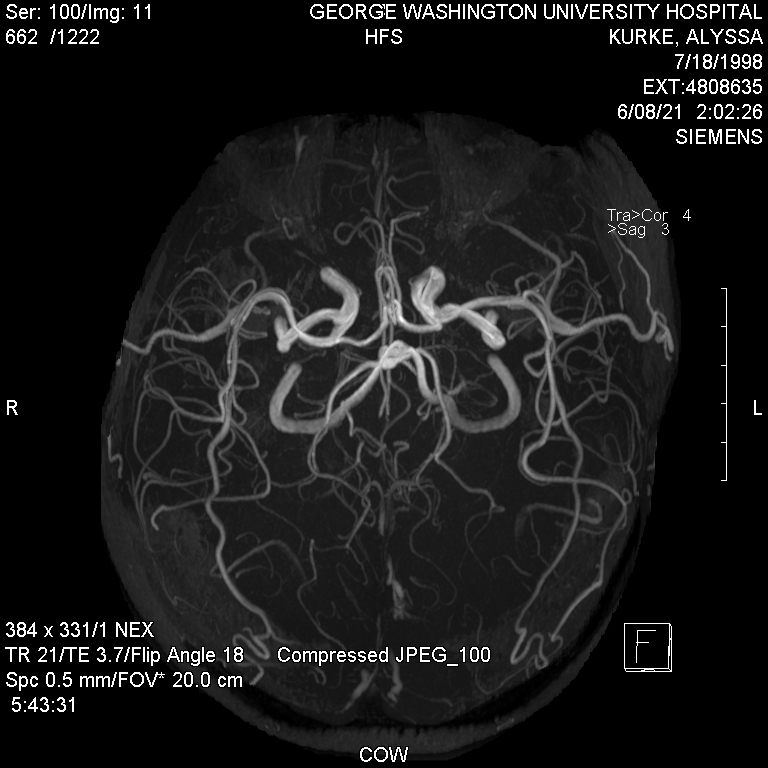 Ser: 100/Img: 11
662 /1222
HFS
GEORGE WASHINGTON UNIVERSITY HOSPITAL
KURKE, ALYSSA
7/18/1998
EXT:4808635
6/08/21 2:02:26
SIEMENS
Tra>Cor 4
>Sag 3
R
L
384 x 331/1 NEX
TR 21/TE 3.7/Flip Angle 18
Compressed JPEG_100
Spc 0.5 mm/FOV* 20.0 cm
5:43:31
F
COW